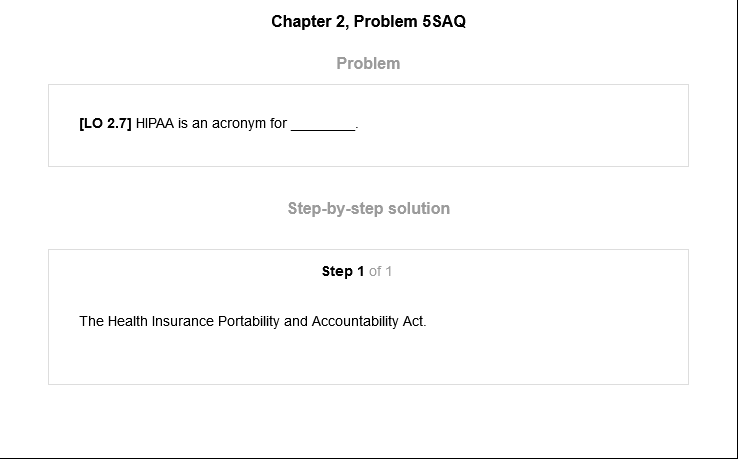 Chapter 2, Problem 5SAQ
Problem
[LO 2.7] HIPAA is an acronym for ________.
Step-by-step solution
Step 1 of 1
The Health Insurance Portability and Accountability Act.